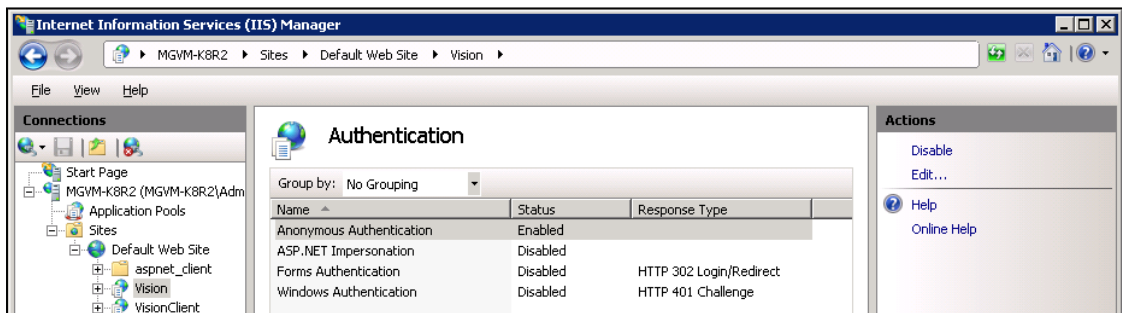 Internet Information Services (IIS) Manager
MGVM-K8R2 Sites Default Web Site Vision
File View Help
Connections
Start Page
MGVM-K8R2 (MGVM-K8R2\Adm
Application Pools
Sites
Default Web Site
aspnet_client
Vision
VisionClient
Authentication
Group by: No Grouping
Name Status Response Type
Anonymous Authentication Enabled
ASP.NET Impersonation Disabled
Forms Authentication Disabled HTTP 302 Login/Redirect
Windows Authentication Disabled HTTP 401 Challenge
Actions
Disable
Edit...
Help
Online Help